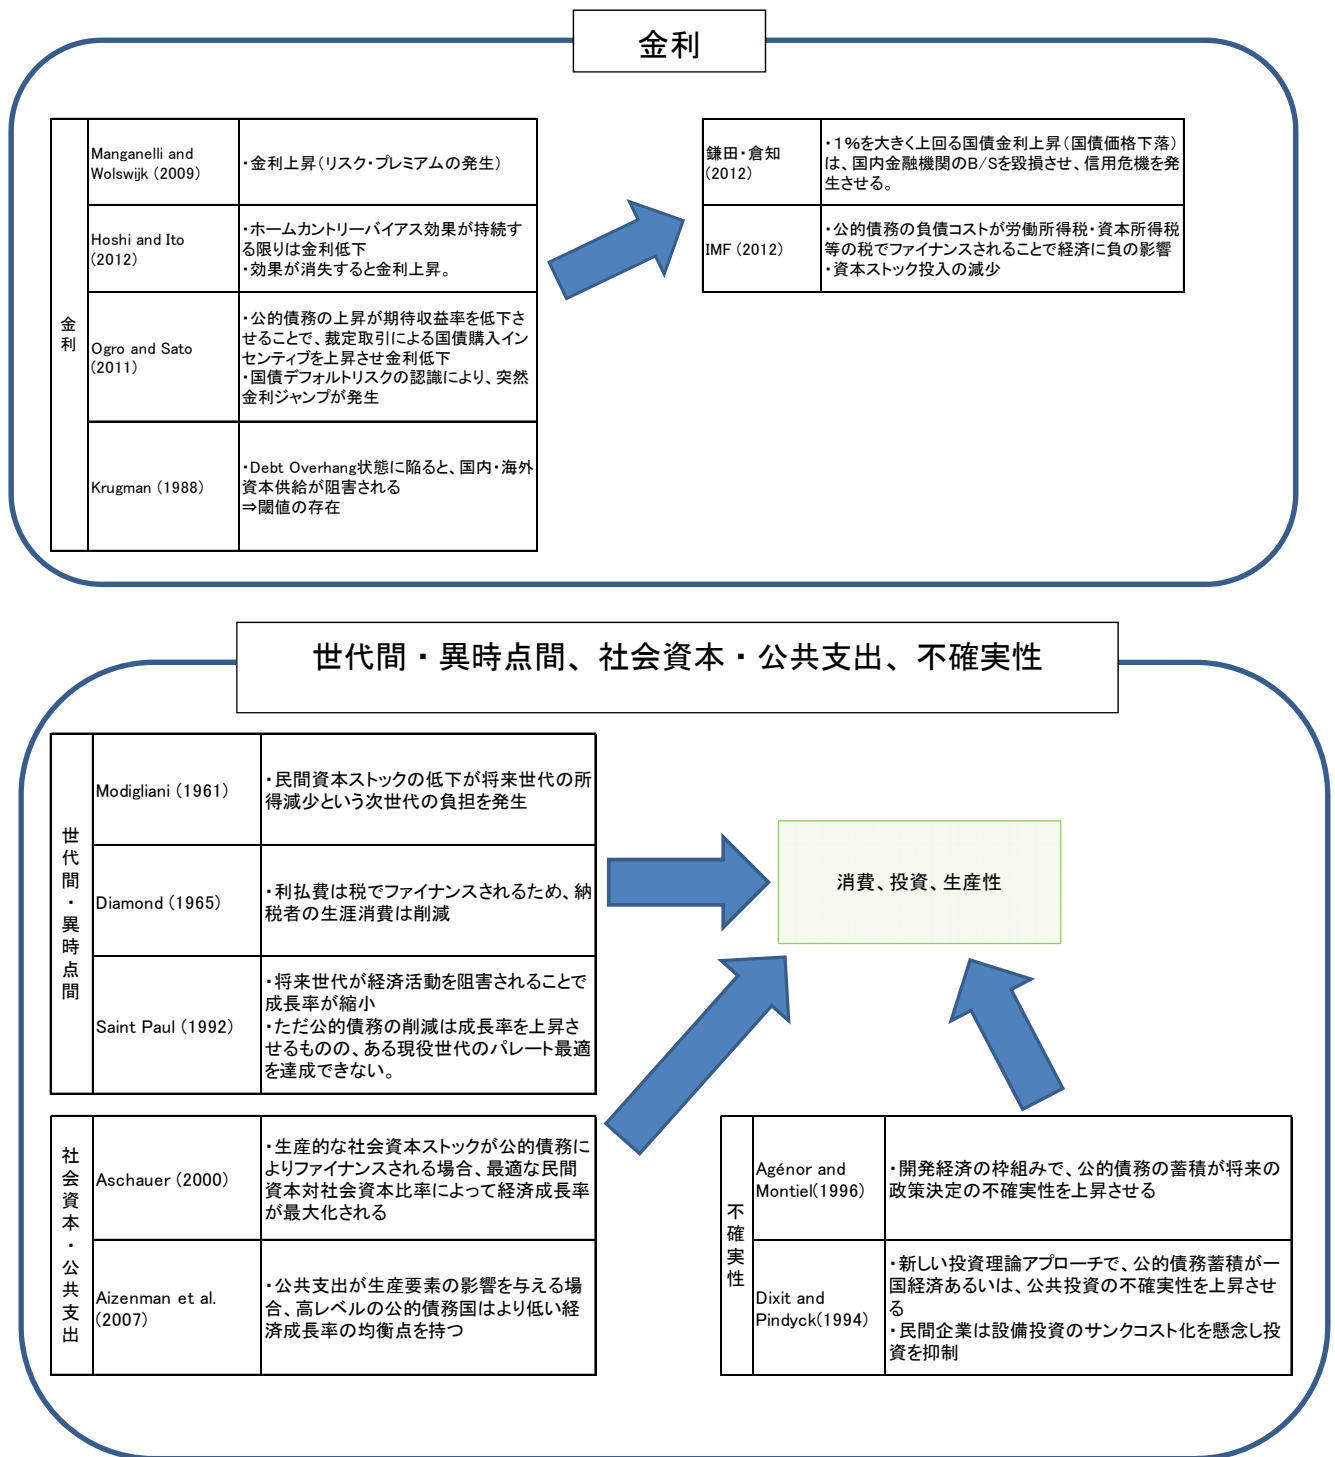 金利
金利
Manganelli and
Wolswijk (2009)
・金利上昇（リスク・プレミアムの発生）
Hoshi and Ito
(2012)
・ホームカントリーバイアス効果が持続す
る限りは金利低下
・効果が消失すると金利上昇。
Ogro and Sato
(2011)
・公的債務の上昇が期待収益率を低下さ
せることで、裁定取引による国債購入イン
センティブを上昇させ金利低下
・国債デフォルトリスクの認識により、突然
金利ジャンプが発生
Krugman (1988)
・Debt Overhang状態に陥ると、国内・海外
資本供給が阻害される
⇒閾値の存在
鎌田・倉知
(2012)
・1％を大きく上回る国債金利上昇（国債価格下落）
は、国内金融機関のB/Sを毀損させ、信用危機を発
生させる。
IMF (2012)
・公的債務の負債コストが労働所得税・資本所得税
等の税でファイナンスされることで経済に負の影響
・資本ストック投入の減少
世代間・異時点間、社会資本・公共支出、不確実性
世代間・異時点間
Modigliani (1961)
・民間資本ストックの低下が将来世代の所
得減少という次世代の負担を発生
Diamond (1965)
・利払費は税でファイナンスされるため、納
税者の生涯消費は削減
Saint Paul (1992)
・将来世代が経済活動を阻害されることで
成長率が縮小
・ただ公的債務の削減は成長率を上昇さ
せるものの、ある現役世代のパレート最適
を達成できない。
消費、投資、生産性
社会資本・公共支出
Aschauer (2000)
・生産的な社会資本ストックが公的債務に
よりファイナンスされる場合、最適な民間
資本対社会資本比率によって経済成長率
が最大化される
Aizenman et al.
(2007)
・公共支出が生産要素の影響を与える場
合、高レベルの公的債務国はより低い経
済成長率の均衡点を持つ
不確実性
Agénor and
Montiel(1996)
・開発経済の枠組みで、公的債務の蓄積が将来の
政策決定の不確実性を上昇させる
Dixit and
Pindyck(1994)
・新しい投資理論アプローチで、公的債務蓄積が一
国経済あるいは、公共投資の不確実性を上昇させ
る
・民間企業は設備投資のサンクコスト化を懸念し投
資を抑制